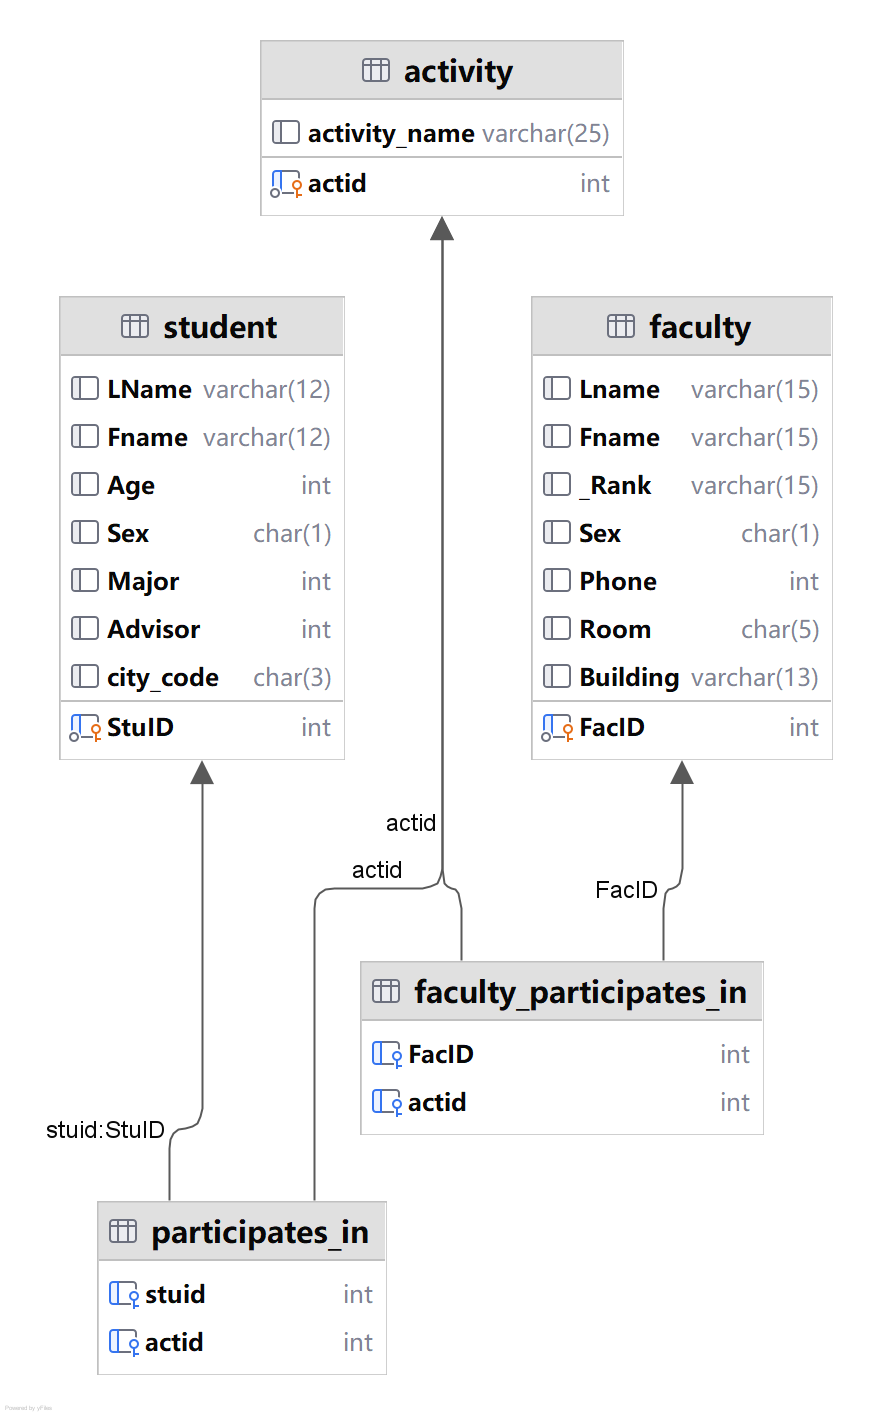 activity
activity_name varchar(25)
actid int
student
LName varchar(12)
Fname varchar(12)
Age int
Sex char(1)
Major int
Advisor int
city_code char(3)
StuID int
faculty
Lname varchar(15)
Fname varchar(15)
_Rank varchar(15)
Sex char(1)
Phone int
Room char(5)
Building varchar(13)
FacID int
actid
actid
FacID
faculty_participates_in
FacID int
actid int
stuid:StuID
participates_in
stuid int
actid int
Powered by yFiles